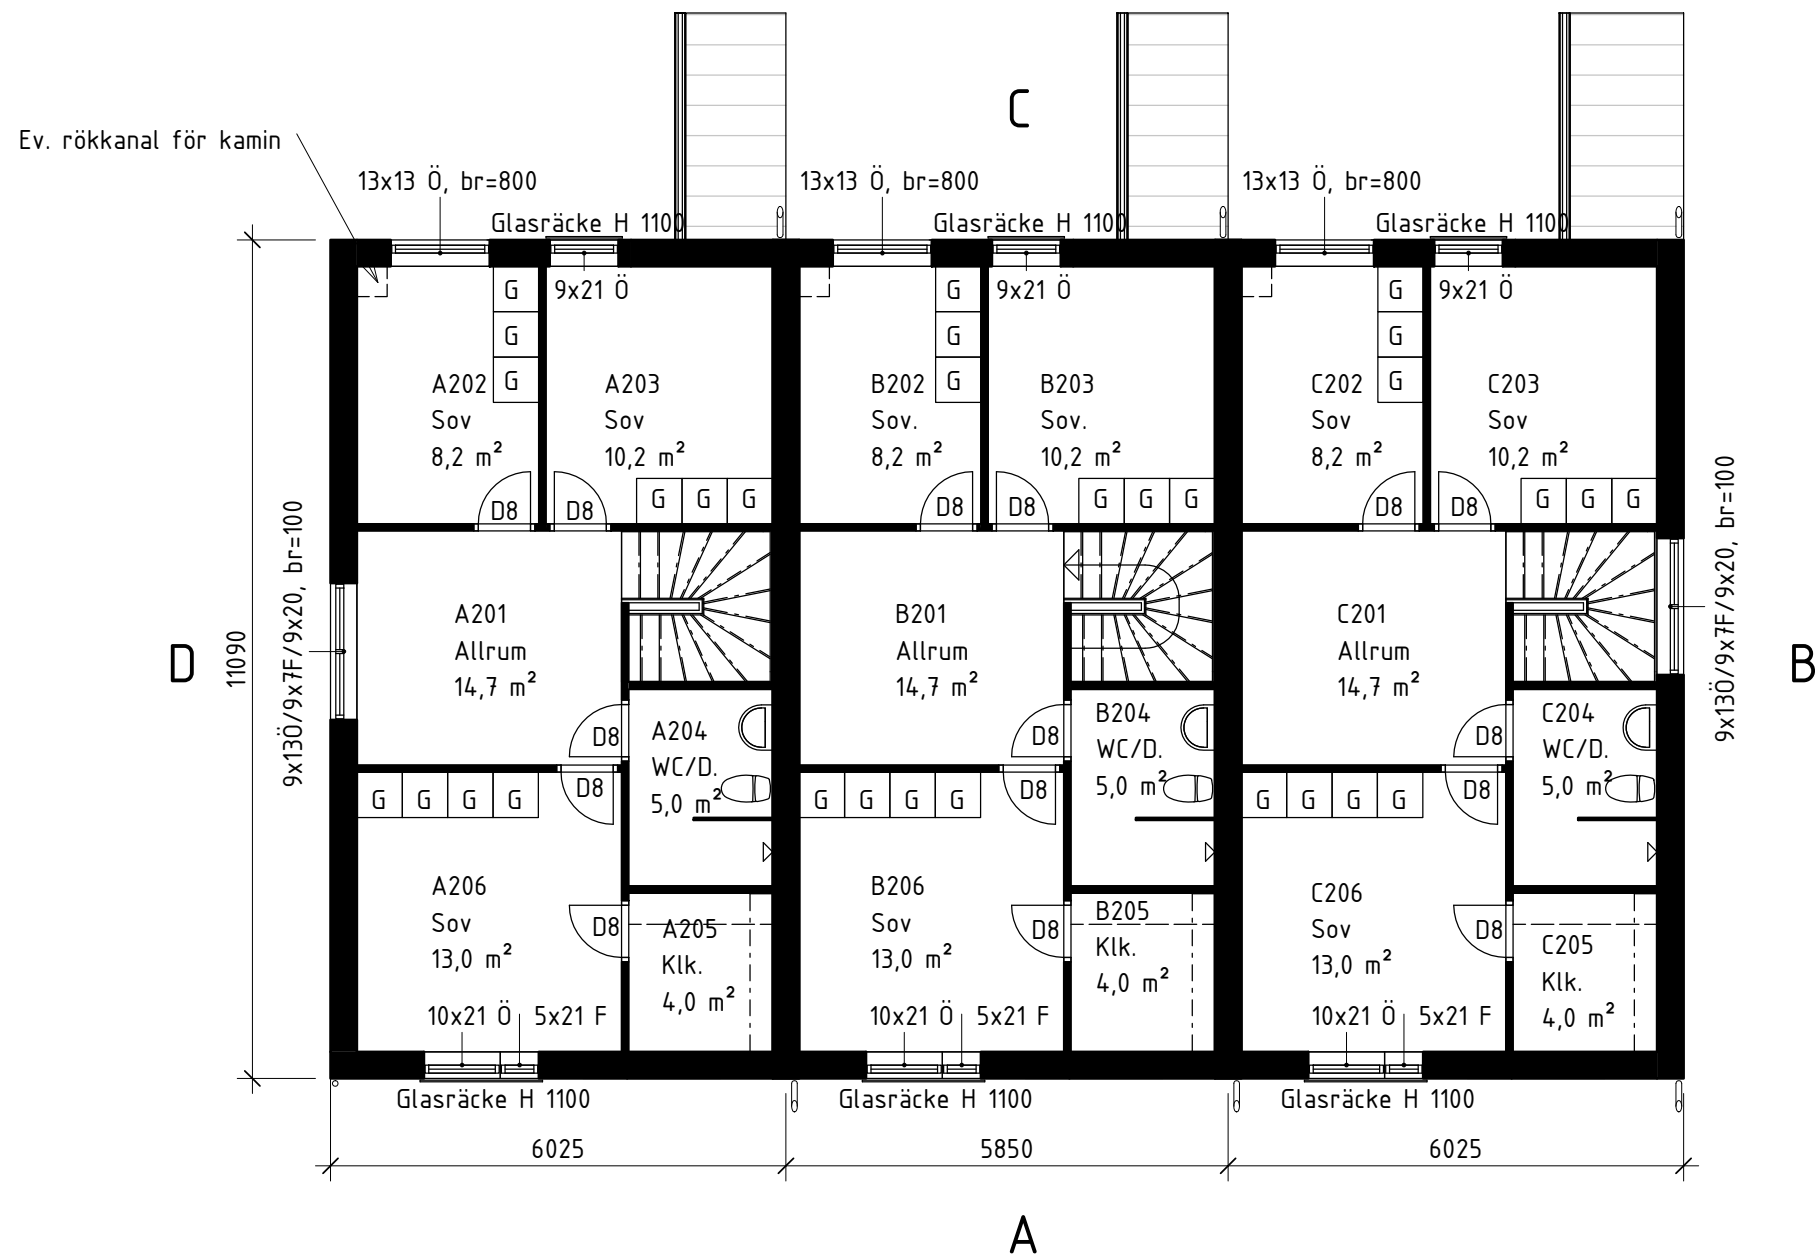 C
Ev. rökkanal för kamin
13x13 Ö, br=800
13x13 Ö, br=800
13x13 Ö, br=800
Glasräcke H 1100
Glasräcke H 1100
Glasräcke H 1100
9x21 Ö
9x21 Ö
9x21 Ö
G
G
G
G
G
G
G
G
G
A202
Sov
8,2 m²
A203
Sov
10,2 m²
B202
Sov.
8,2 m²
B203
Sov.
10,2 m²
C202
Sov
8,2 m²
C203
Sov
10,2 m²
D8
D8
G G G
D8
D8
G G G
D8
D8
G G G
D
11090
9x13Ö/9x7F/9x20, br=100
A201
Allrum
14,7 m²
B201
Allrum
14,7 m²
C201
Allrum
14,7 m²
9x13Ö/9x7F/9x20, br=100
B
D8
A204
WC/D.
5,0 m²
D8
B204
WC/D.
5,0 m²
D8
C204
WC/D.
5,0 m²
G G G G
D8
G G G G
D8
G G G G
D8
A206
Sov
13,0 m²
D8
A205
Klk.
4,0 m²
B206
Sov
13,0 m²
D8
B205
Klk.
4,0 m²
C206
Sov
13,0 m²
D8
C205
Klk.
4,0 m²
10x21 Ö
5x21 F
10x21 Ö
5x21 F
10x21 Ö
5x21 F
Glasräcke H 1100
Glasräcke H 1100
Glasräcke H 1100
6025
5850
6025
A